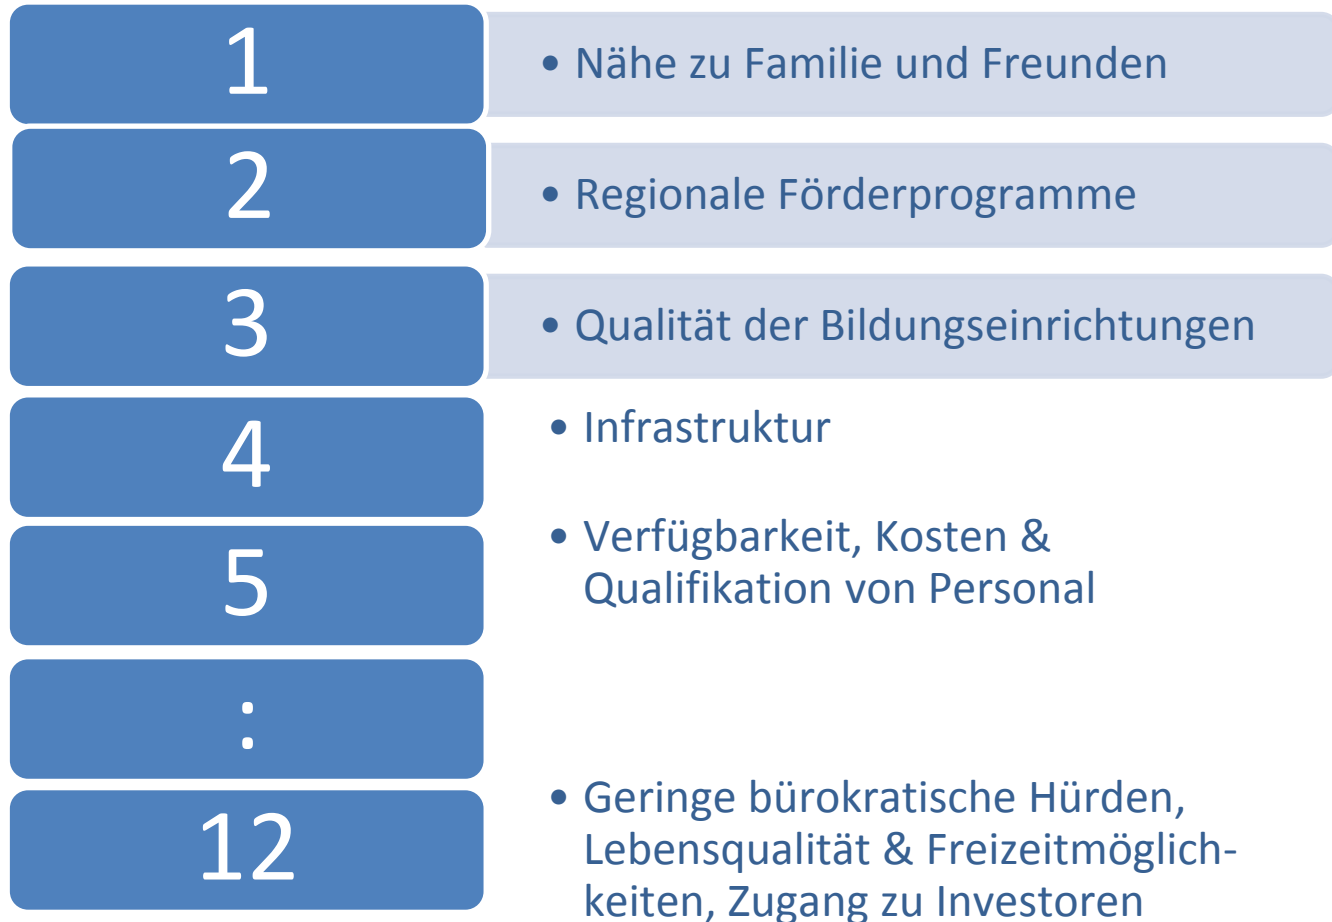 1
• Nähe zu Familie und Freunden
2
• Regionale Förderprogramme
3
• Qualität der Bildungseinrichtungen
4
• Infrastruktur
5
• Verfügbarkeit, Kosten &
Qualifikation von Personal
:
12
• Geringe bürokratische Hürden,
Lebensqualität & Freizeitmöglich-
keiten, Zugang zu Investoren